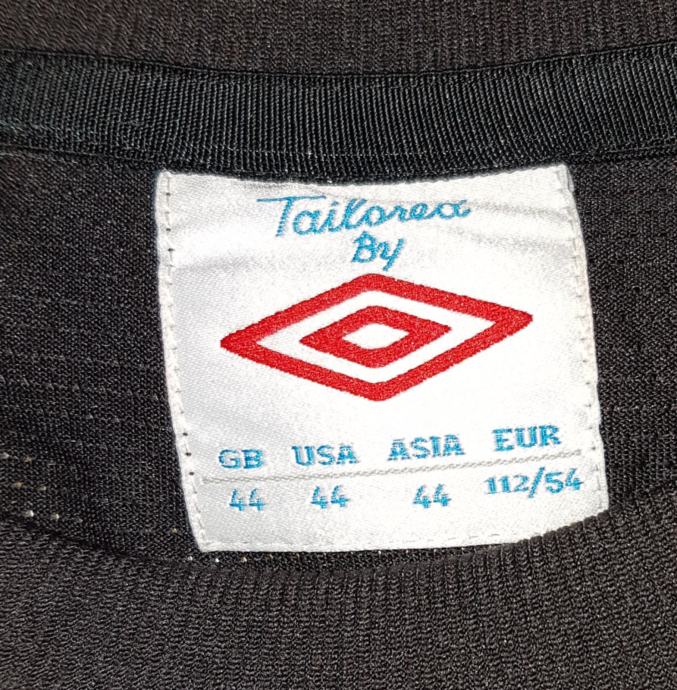 Tailored
By
GB USA ASIA EUR
44 44 44 112/54